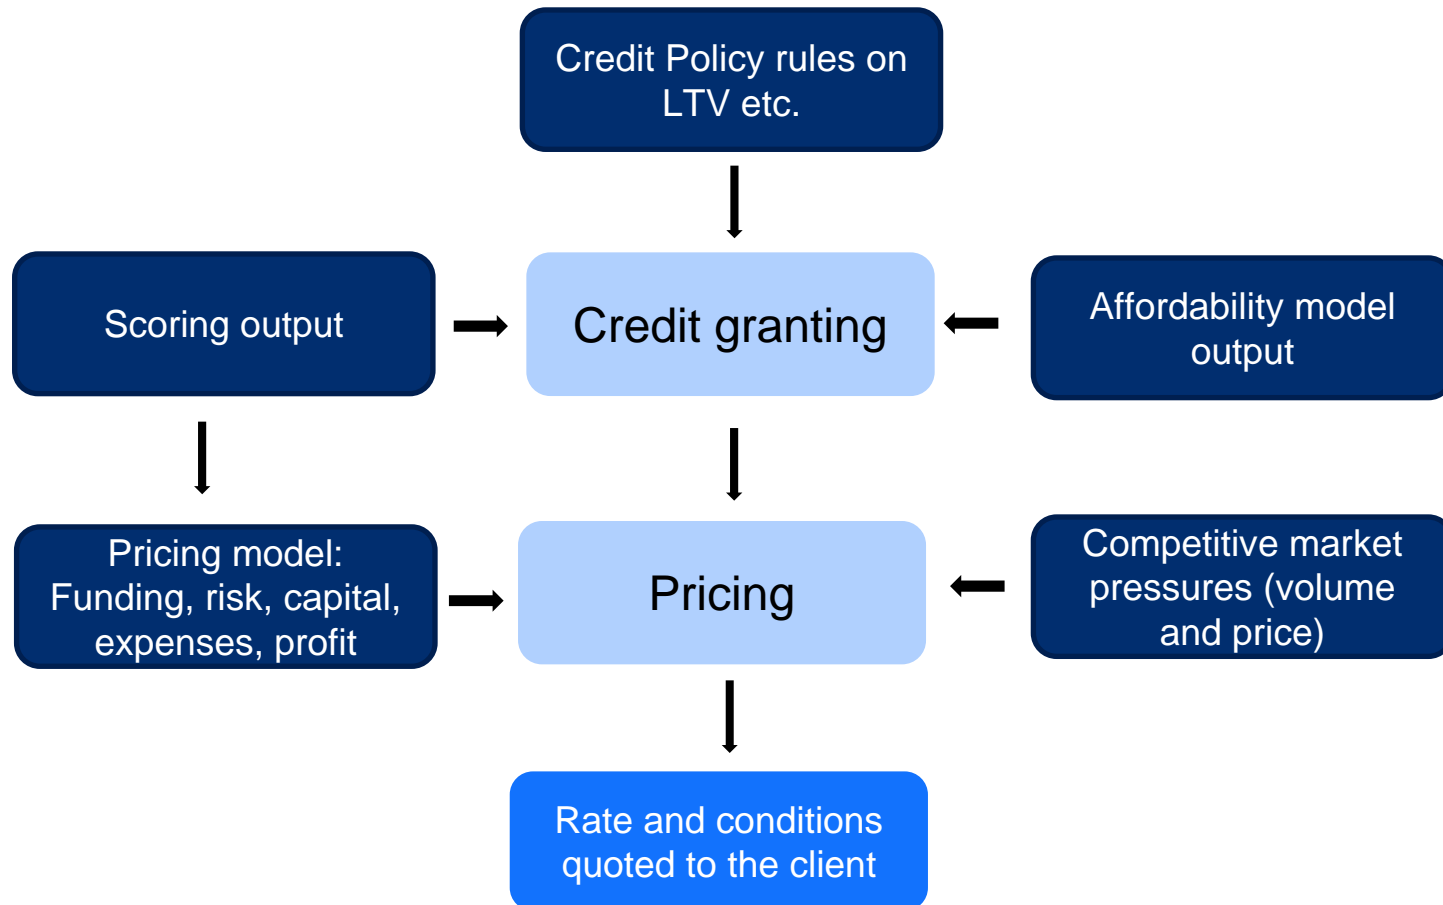 Credit Policy rules on
LTV etc.
Scoring output
Credit granting
Affordability model
output
Pricing model:
Funding, risk, capital,
expenses, profit
Pricing
Competitive market
pressures (volume
and price)
Rate and conditions
quoted to the client